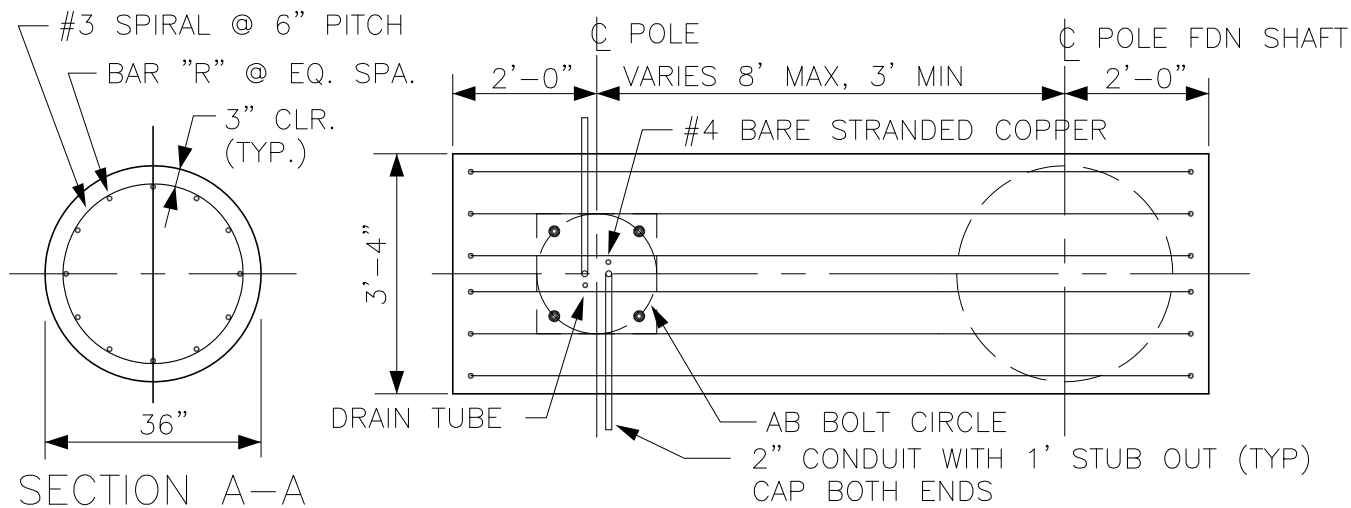 #3 SPIRAL @ 6" PITCH
BAR "R" @ EQ. SPA.
3" CLR.
(TYP.)
36"
SECTION A-A
℄ POLE
℄ POLE FDN SHAFT
2'-0"
VARIES 8' MAX, 3' MIN
2'-0"
#4 BARE STRANDED COPPER
3'-4"
DRAIN TUBE
AB BOLT CIRCLE
2" CONDUIT WITH 1' STUB OUT (TYP)
CAP BOTH ENDS